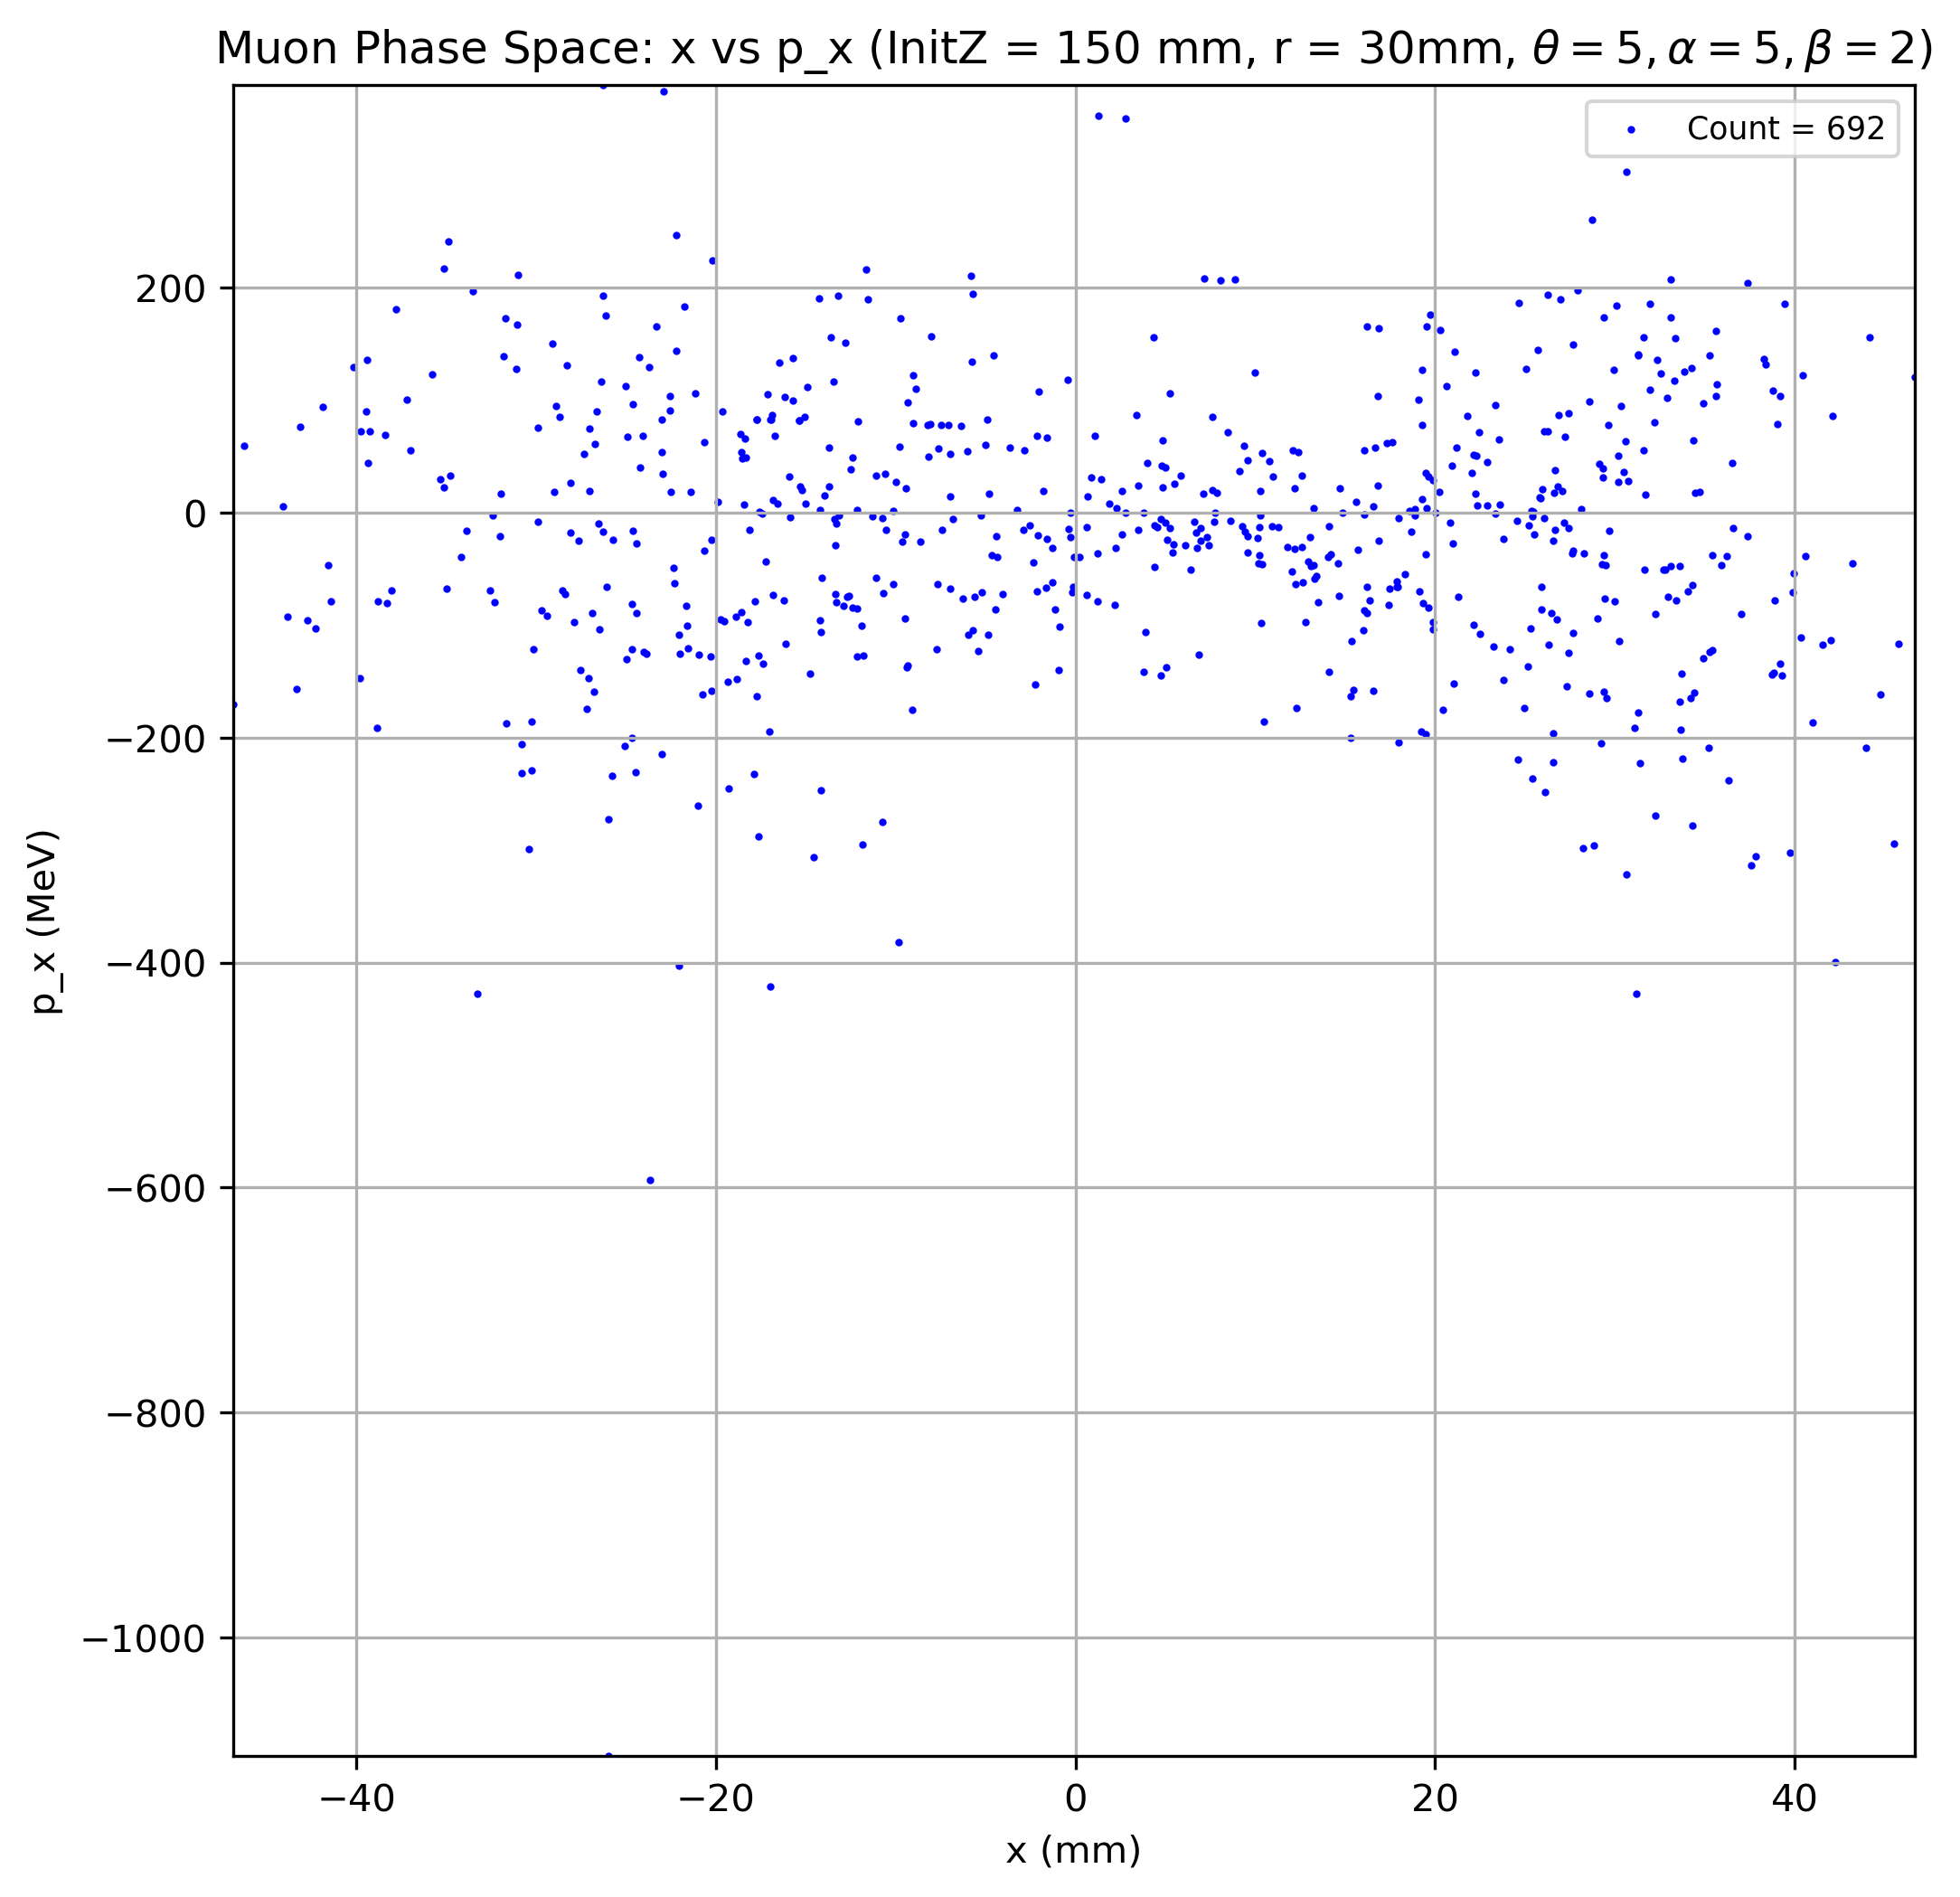 Muon Phase Space: x vs p_x (InitZ = 150 mm, r = 30mm, θ = 5, α = 5, β = 2)
Count = 692
200
0
−200
−400
−600
−800
−1000
p_x (MeV)
−40 −20 0 20 40
x (mm)